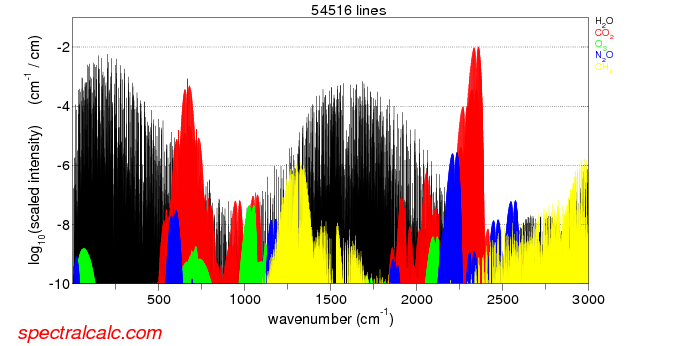 54516 lines
H₂O
CO₂
O₃
N₂O
CH₄
log₁₀(scaled intensity) (cm⁻¹ / cm)
-2
-4
-6
-8
-10
500 1000 1500 2000 2500 3000
wavenumber (cm⁻¹)
spectralcalc.com